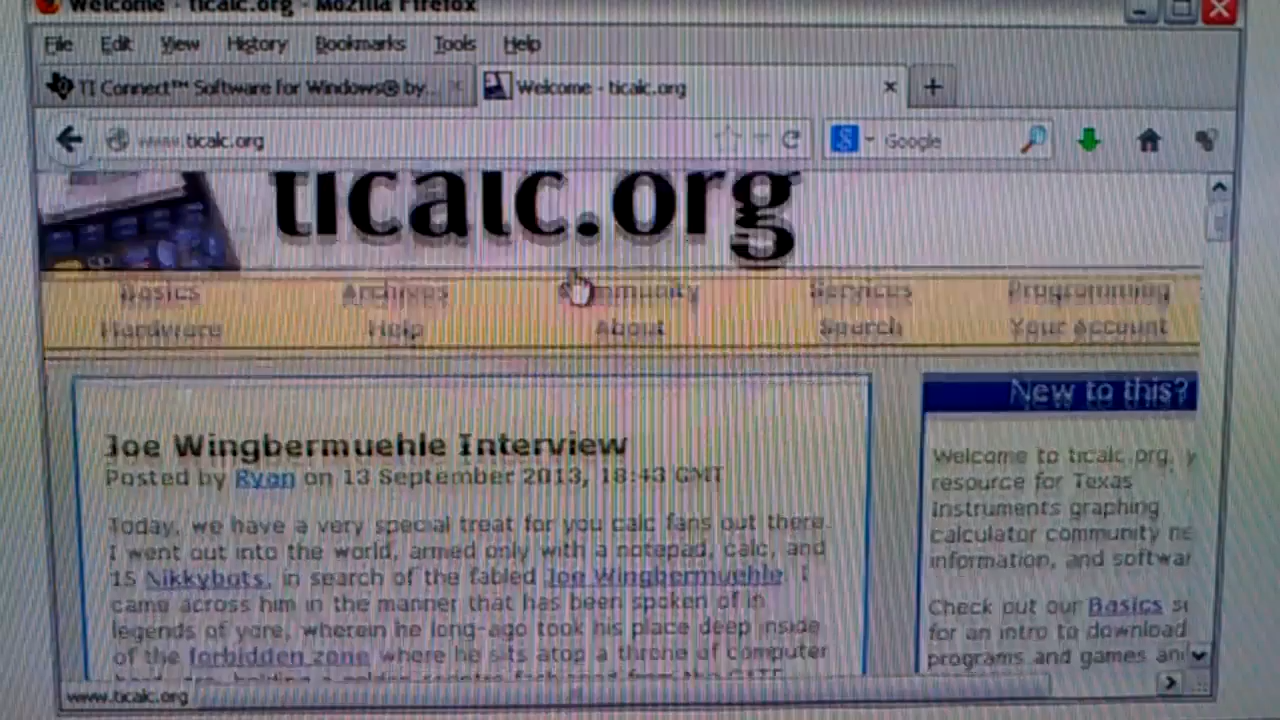 Welcome - ticalc.org - Mozilla Firefox
File Edit View History Bookmarks Tools Help
TI Connect™ Software for Windows® by... Welcome - ticalc.org
www.ticalc.org Google
ticalc.org
Basics Archives Community Services Programming
Hardware Help About Search Your Account
New to this?
Joe Wingbermuehle Interview
Posted by Ryan on 13 September 2013, 18:43 GMT
Today, we have a very special treat for you calc fans out there.
I went out into the world, armed only with a notepad, calc, and
15 Nikkybots, in search of the fabled Joe Wingbermuehle. I
came across him in the manner that has been spoken of in
legends of yore, wherein he long-ago took his place deep inside
of the forbidden zone where he sits atop a throne of computer
Welcome to ticalc.org, y
resource for Texas
Instruments graphing
calculator community ne
information, and softwar
Check out our Basics se
for an intro to download
programs and games and
www.ticalc.org